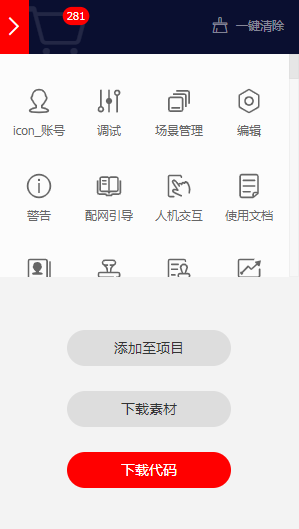 281
一键清除
icon_账号
调试
场景管理
编辑
警告
配网引导
人机交互
使用文档
添加至项目
下载素材
下载代码